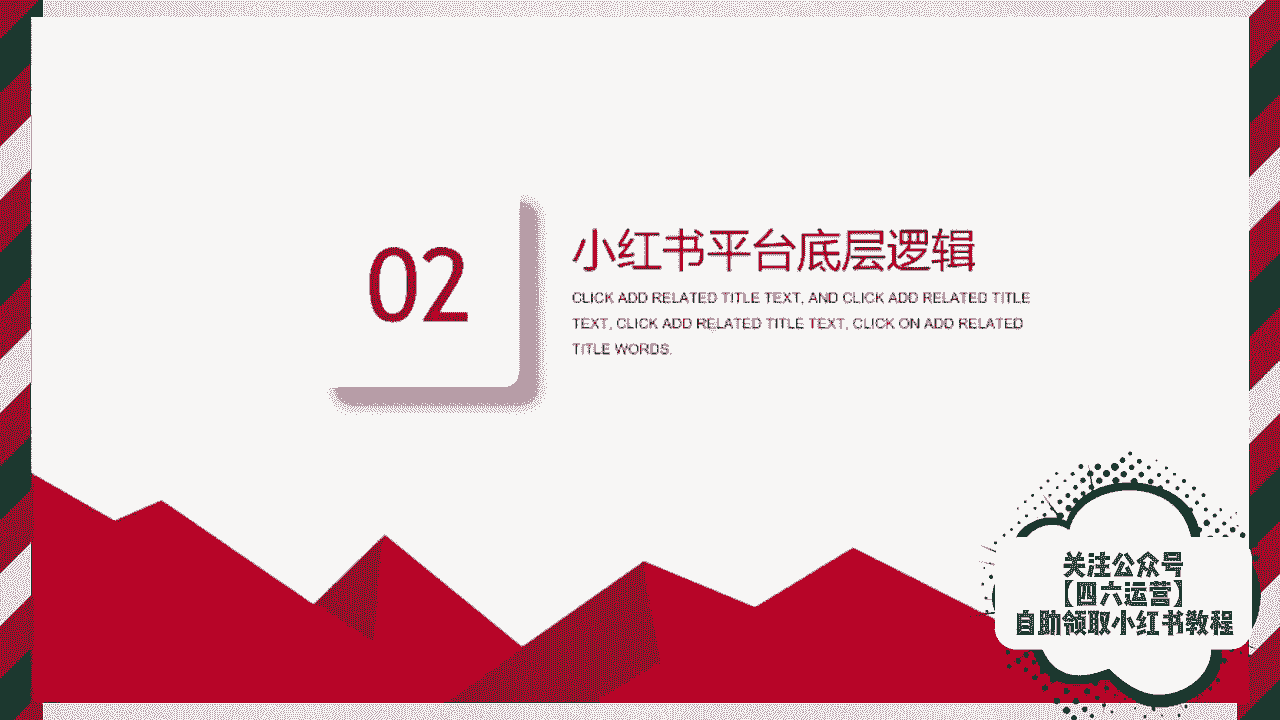 02
小红书平台底层逻辑
CLICK ADD RELATED TITLE TEXT, AND CLICK ADD RELATED TITLE
TEXT, CLICK ADD RELATED TITLE TEXT, CLICK ON ADD RELATED
TITLE WORDS.
关注公众号
【四六运营】
自助领取小红书教程